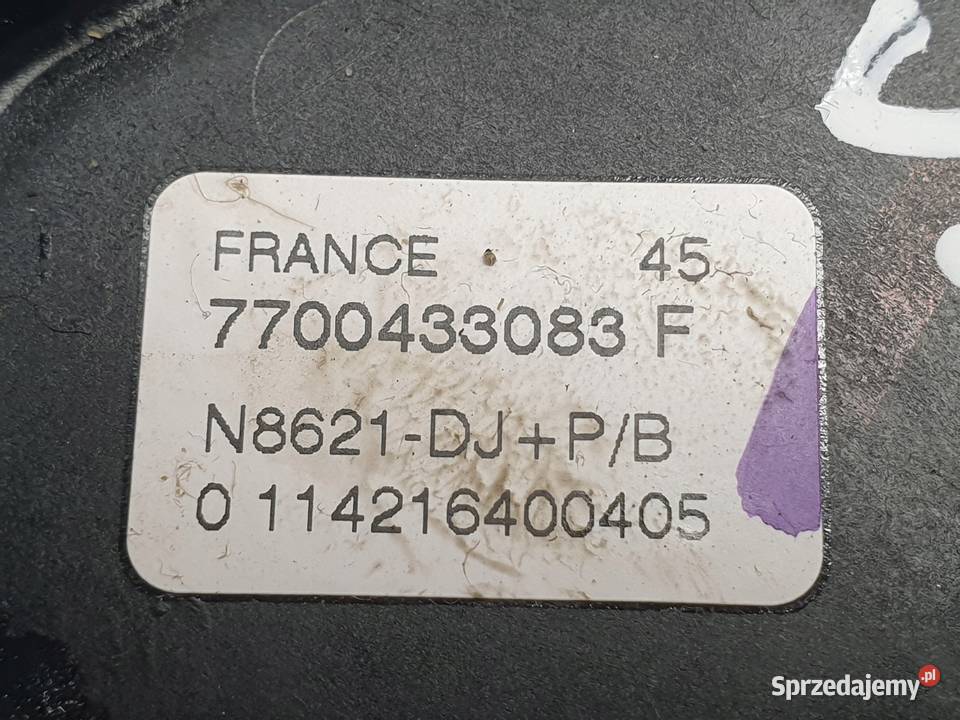 FRANCE 45
7700433083 F
N8621-DJ+P/B
0 114216400405
Sprzedajemy.pl